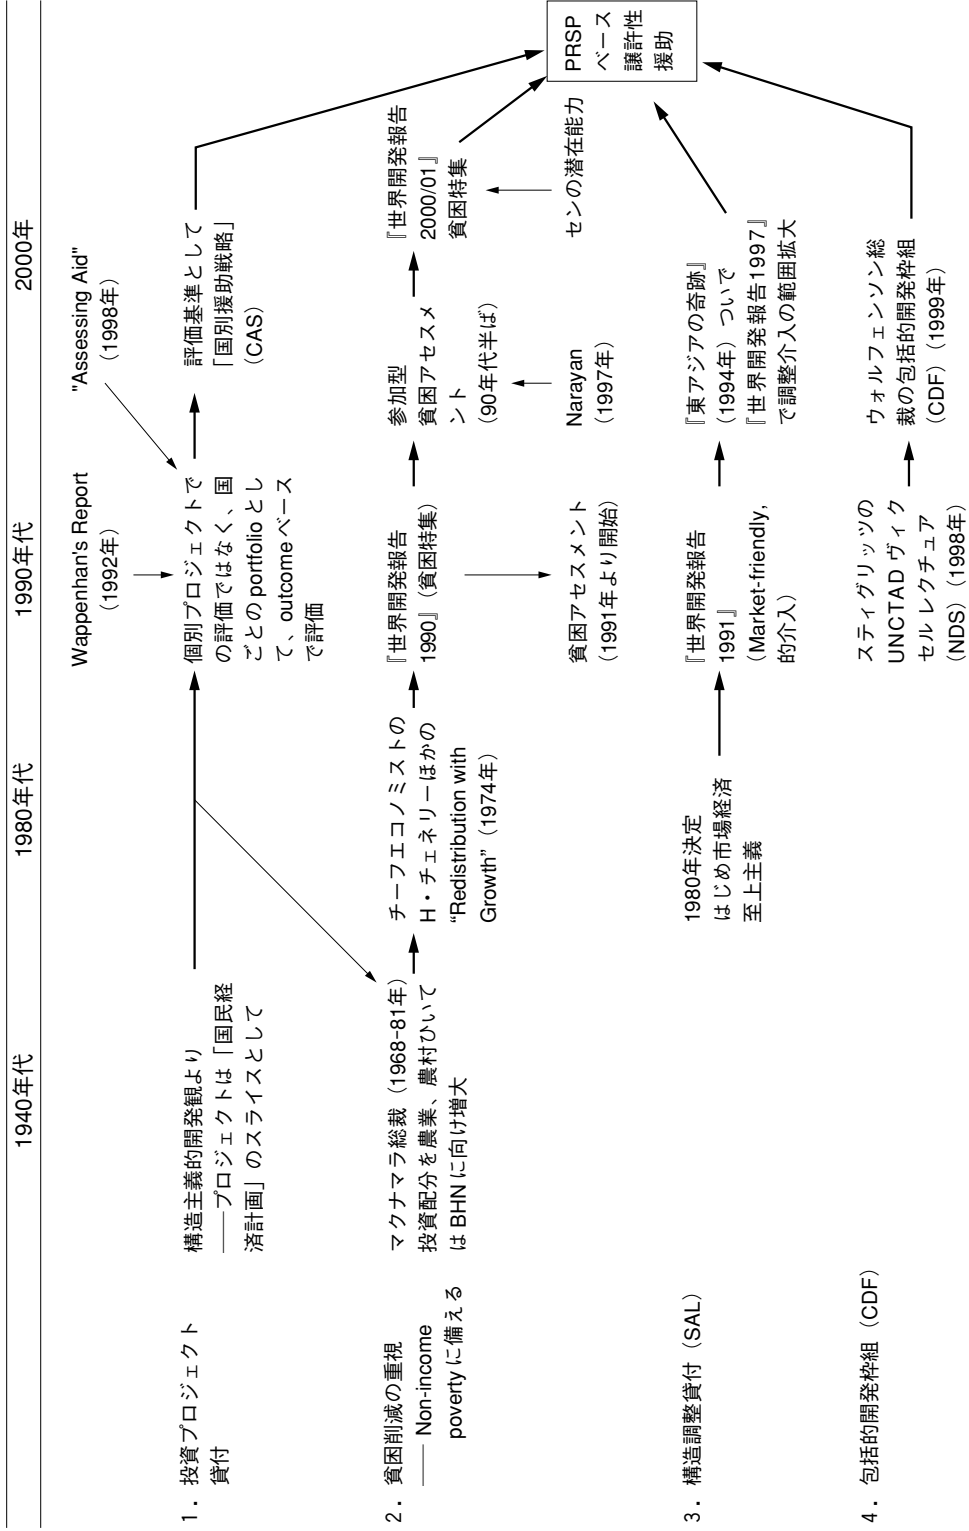 1940年代
1980年代
1990年代
2000年
1．投資プロジェクト
貸付
構造主義的開発観より
──プロジェクトは「国民経
済計画」のスライスとして
Wappenhan's Report
（1992年）
個別プロジェクトで
の評価ではなく、国
ごとの portfolio とし
て、outcome ベース
で評価
"Assessing Aid"
（1998年）
評価基準として
「国別援助戦略」
(CAS)
2．貧困削減の重視
── Non-income
poverty に備える
マクナマラ総裁（1968-81年）
投資配分を農業、農村ひいて
は BHN に向け増大
チーフエコノミストの
H・チェネリーほかの
“Redistribution with
Growth”（1974年）
『世界開発報告
1990』（貧困特集）
貧困アセスメント
（1991年より開始）
参加型
貧困アセスメ
ント
（90年代半ば）
Narayan
（1997年）
『世界開発報告
2000/01』
貧困特集
センの潜在能力
3．構造調整貸付（SAL）
1980年決定
はじめ市場経済
至上主義
『世界開発報告
1991』
（Market-friendly,
的介入）
『東アジアの奇跡』
（1994年）ついで
『世界開発報告1997』
で調整介入の範囲拡大
4．包括的開発枠組（CDF）
スティグリッツの
UNCTAD ヴィク
セル レクチュア
（NDS）（1998年）
ウォルフェンソン総
裁の包括的開発枠組
（CDF）（1999年）
PRSP
ベース
譲許性
援助